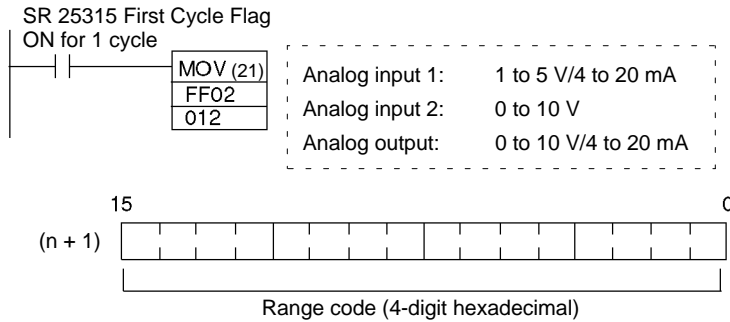 SR 25315 First Cycle Flag
ON for 1 cycle
MOV (21)
FF02
012
Analog input 1: 1 to 5 V/4 to 20 mA
Analog input 2: 0 to 10 V
Analog output: 0 to 10 V/4 to 20 mA
15 0
(n + 1)
Range code (4-digit hexadecimal)